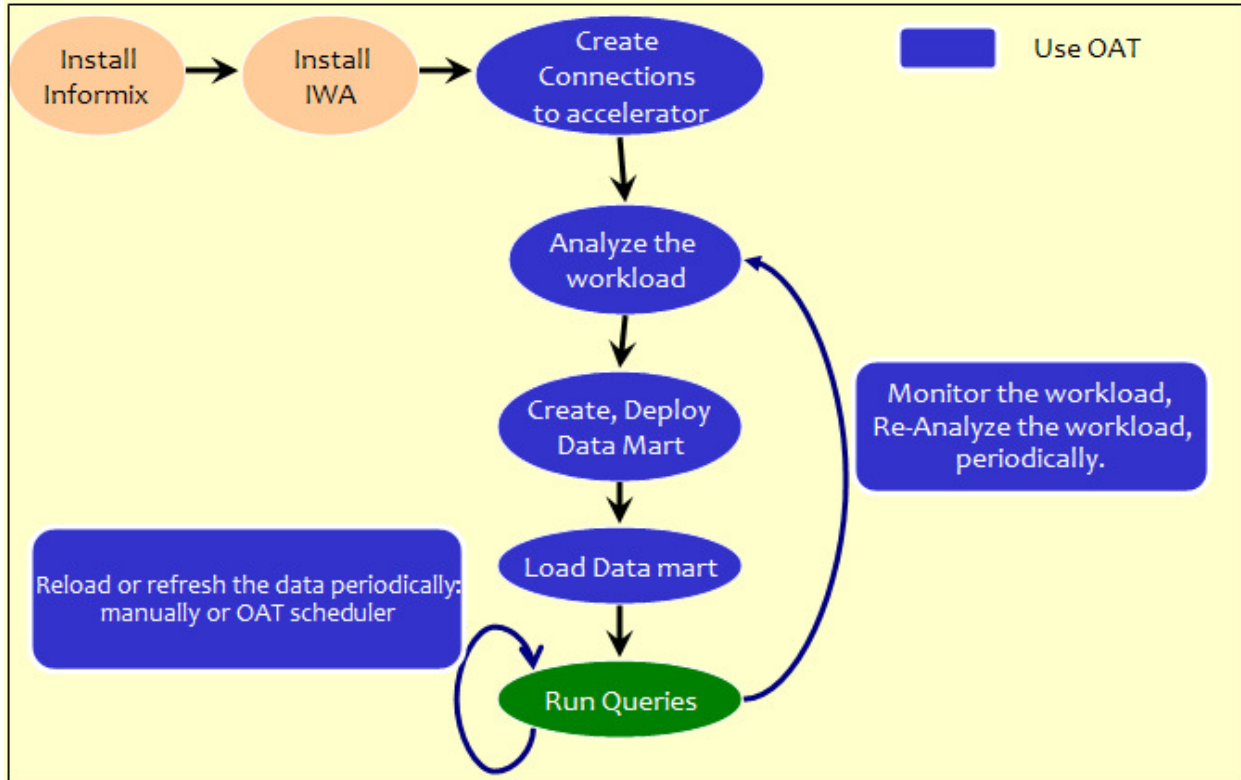 Install
Informix
Install
IWA
Create
Connections
to accelerator
Use OAT
Analyze the
workload
Create, Deploy
Data Mart
Monitor the workload,
Re-Analyze the workload,
periodically.
Load Data mart
Reload or refresh the data periodically:
manually or OAT scheduler
Run Queries